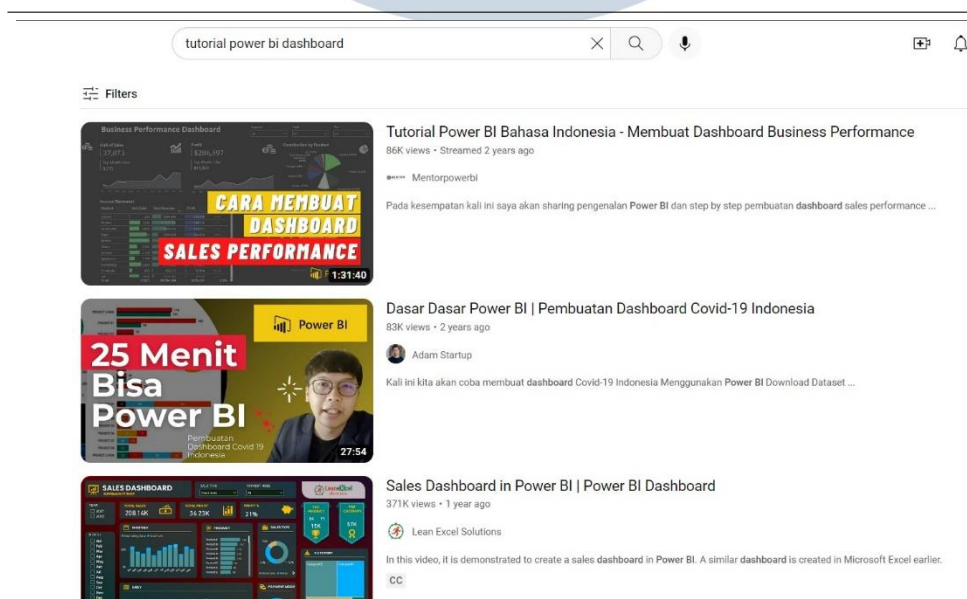 tutorial power bi dashboard
Filters
Business Performance Dashboard
CARA MEMBUAT
DASHBOARD
SALES PERFORMANCE
1:31:40
Tutorial Power BI Bahasa Indonesia - Membuat Dashboard Business Performance
86K views • Streamed 2 years ago
Mentorpowerbi
Pada kesempatan kali ini saya akan sharing pengenalan Power BI dan step by step pembuatan dashboard sales performance ...
Power BI
25 Menit
Bisa
Power BI
Pembuatan
Dashboard Covid 19
Indonesia
27:54
Dasar Dasar Power BI | Pembuatan Dashboard Covid-19 Indonesia
83K views • 2 years ago
Adam Startup
Kali ini kita akan coba membuat dashboard Covid-19 Indonesia Menggunakan Power BI Download Dataset ...
SALES DASHBOARD
Sales Dashboard in Power BI | Power BI Dashboard
371K views • 1 year ago
Lean Excel Solutions
In this video, it is demonstrated to create a sales dashboard in Power BI. A similar dashboard is created in Microsoft Excel earlier.
CC